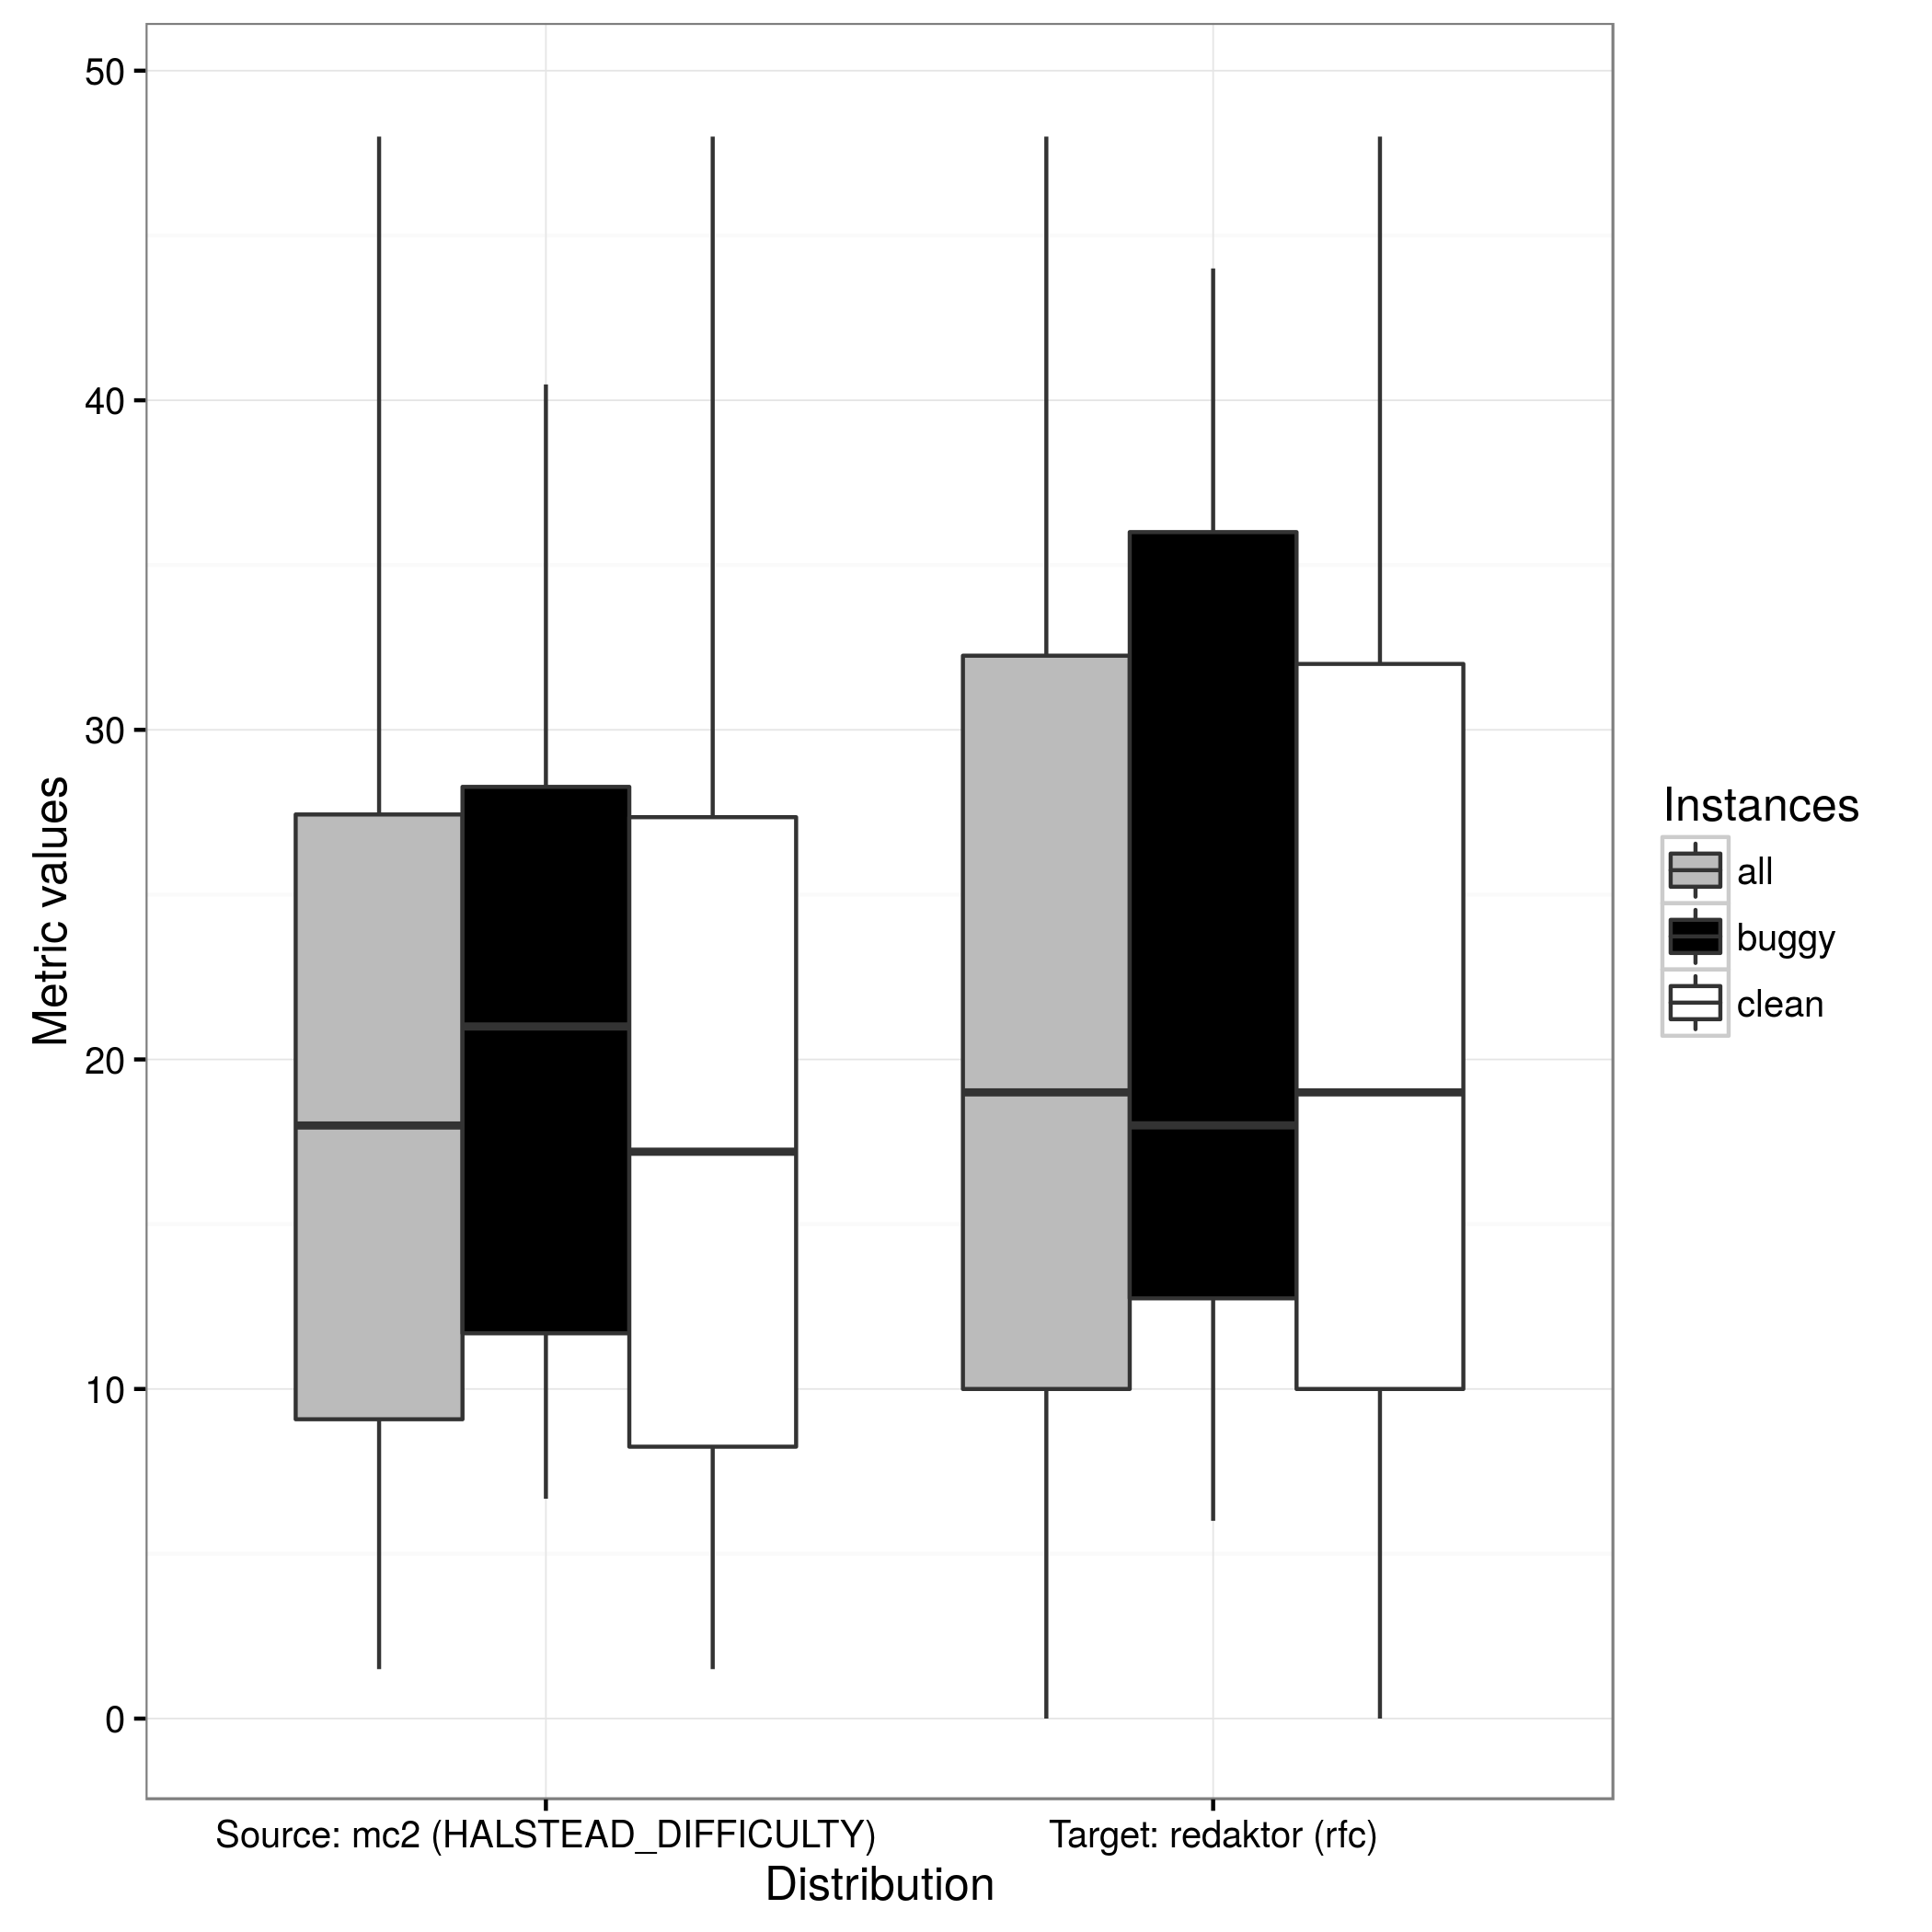 50
40
30
20
10
0
Metric values
Source: mc2 (HALSTEAD_DIFFICULTY)
Target: redaktor (rfc)
Distribution
Instances
all
buggy
clean